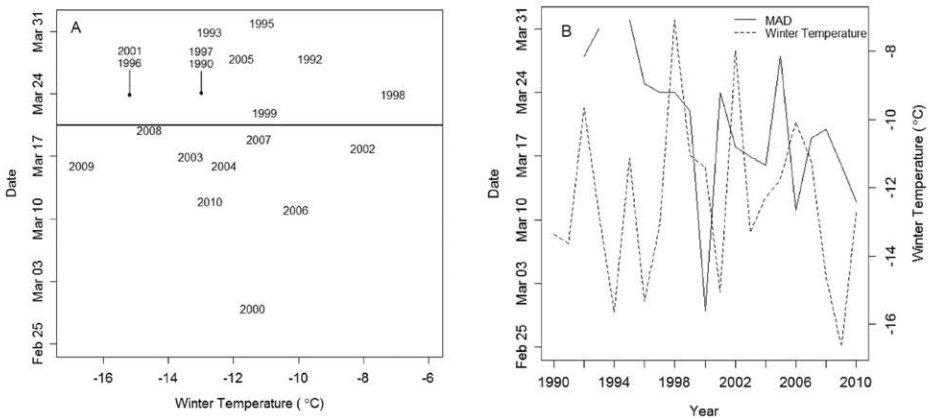 A
Date
Mar 31
Mar 24
Mar 17
Mar 10
Mar 03
Feb 25
1995
1993
2001
1996
1997
1990
2005
1992
1998
1999
2008
2007
2002
2003
2009
2004
2010
2006
2000
-16
-14
-12
-10
-8
-6
Winter Temperature ( °C)
B
MAD
Winter Temperature
Date
Mar 31
Mar 24
Mar 17
Mar 10
Mar 03
Feb 25
-8
-10
-12
-14
-16
Winter Temperature (°C)
1990
1994
1998
2002
2006
2010
Year